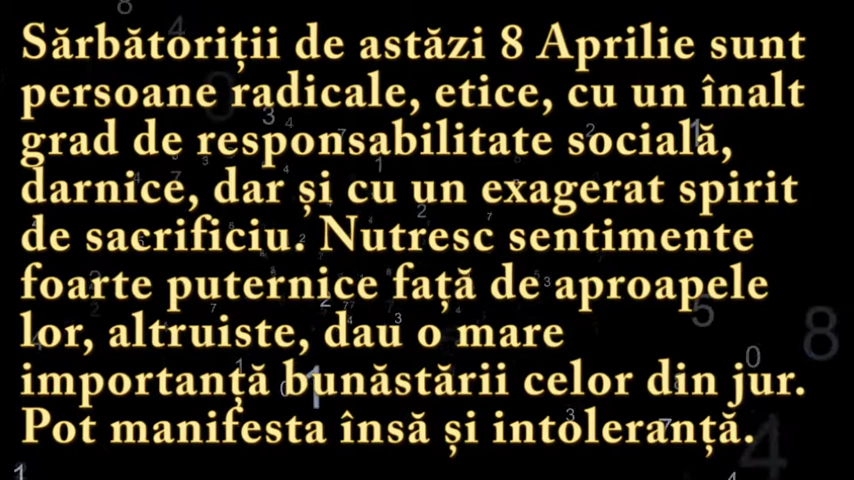 Sărbătoriții de astăzi 8 Aprilie sunt
persoane radicale, etice, cu un înalt
grad de responsabilitate socială,
darnice, dar și cu un exagerat spirit
de sacrificiu. Nutresc sentimente
foarte puternice față de aproapele
lor, altruiste, dau o mare
importanță bunăstării celor din jur.
Pot manifesta însă și intoleranță.